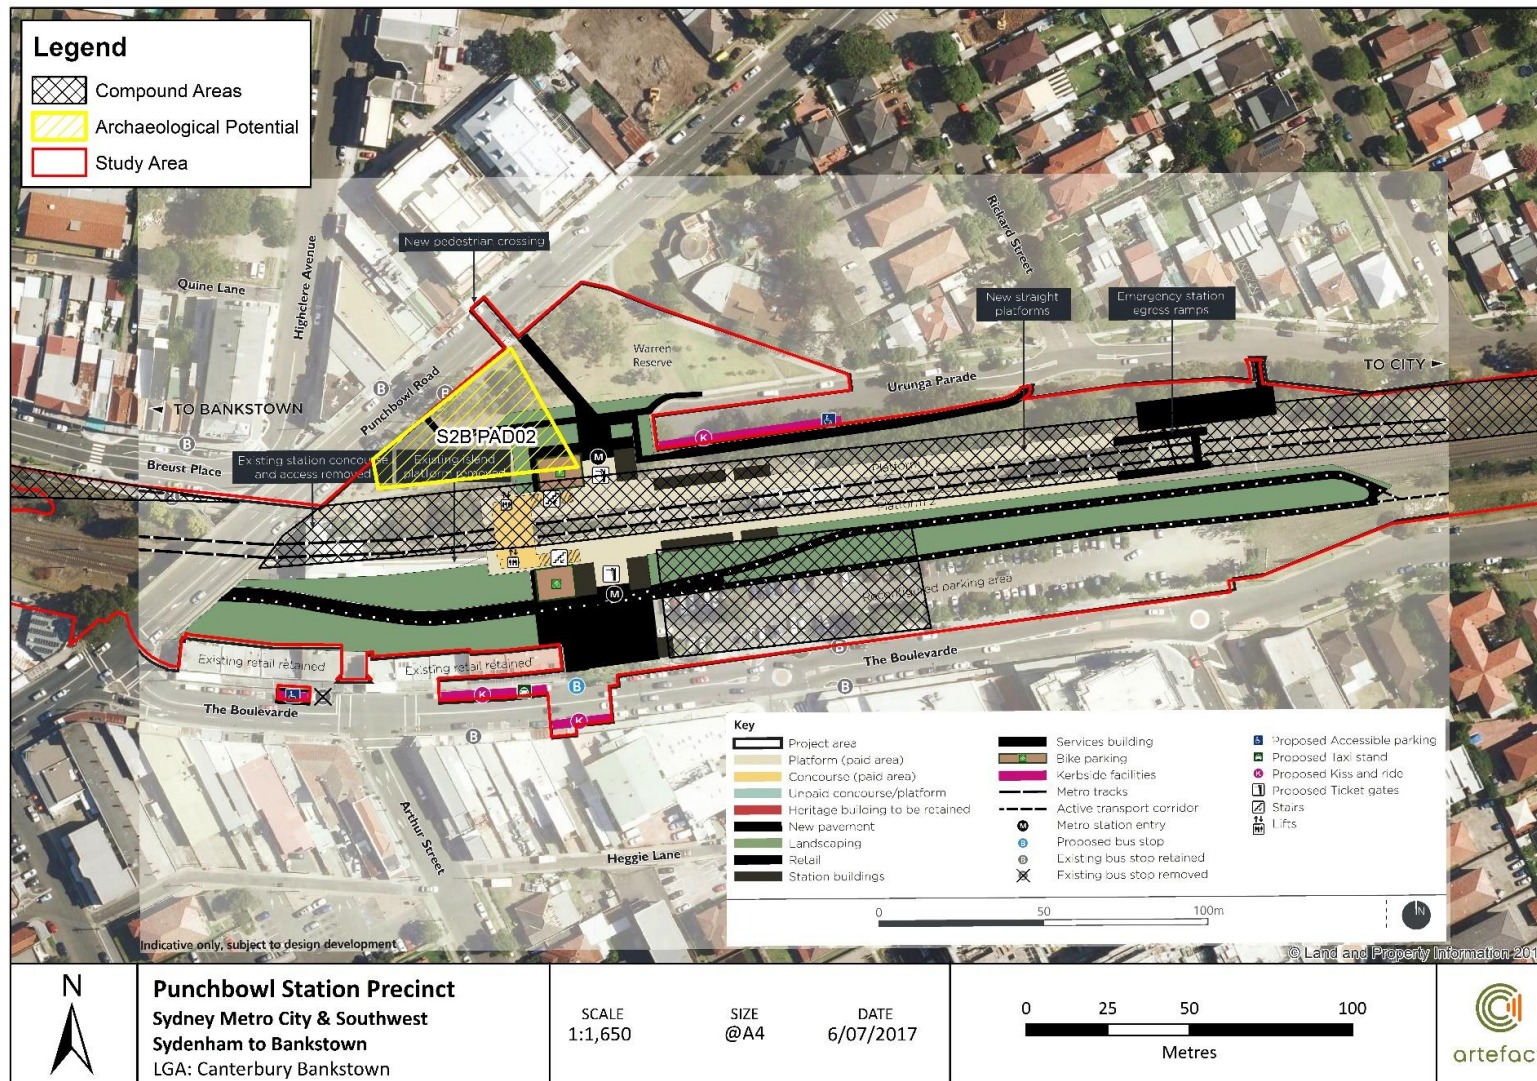 Legend
Compound Areas
Archaeological Potential
Study Area
New pedestrian crossing
Quine Lane
Highclere Avenue
Rickard Street
New straight
platforms
Emergency station
egress ramps
Warren
Reserve
TO CITY
Urunga Parade
Punchbowl Road
TO BANKSTOWN
S2B PAD02
Breust Place
Existing station concourse
and access removed
Existing island
platform removed
Platform
Platform 2
Reconfigured parking area
Existing retail retained
Existing retail retained
The Boulevarde
The Boulevarde
Arthur Street
Heggie Lane
Key
Project area
Platform (paid area)
Concourse (paid area)
Unpaid concourse/platform
Heritage building to be retained
New pavement
Landscaping
Retail
Station buildings
Services building
Bike parking
Kerbside facilities
Metro tracks
Active transport corridor
Metro station entry
Proposed bus stop
Existing bus stop retained
Existing bus stop removed
Proposed Accessible parking
Proposed Taxi stand
Proposed Kiss and ride
Proposed Ticket gates
Stairs
Lifts
0 50 100m
N
Indicative only, subject to design development
© Land and Property Information 201
N
Punchbowl Station Precinct
Sydney Metro City & Southwest
Sydenham to Bankstown
LGA: Canterbury Bankstown
SCALE
1:1,650
SIZE
@A4
DATE
6/07/2017
0 25 50 100
Metres
artefac